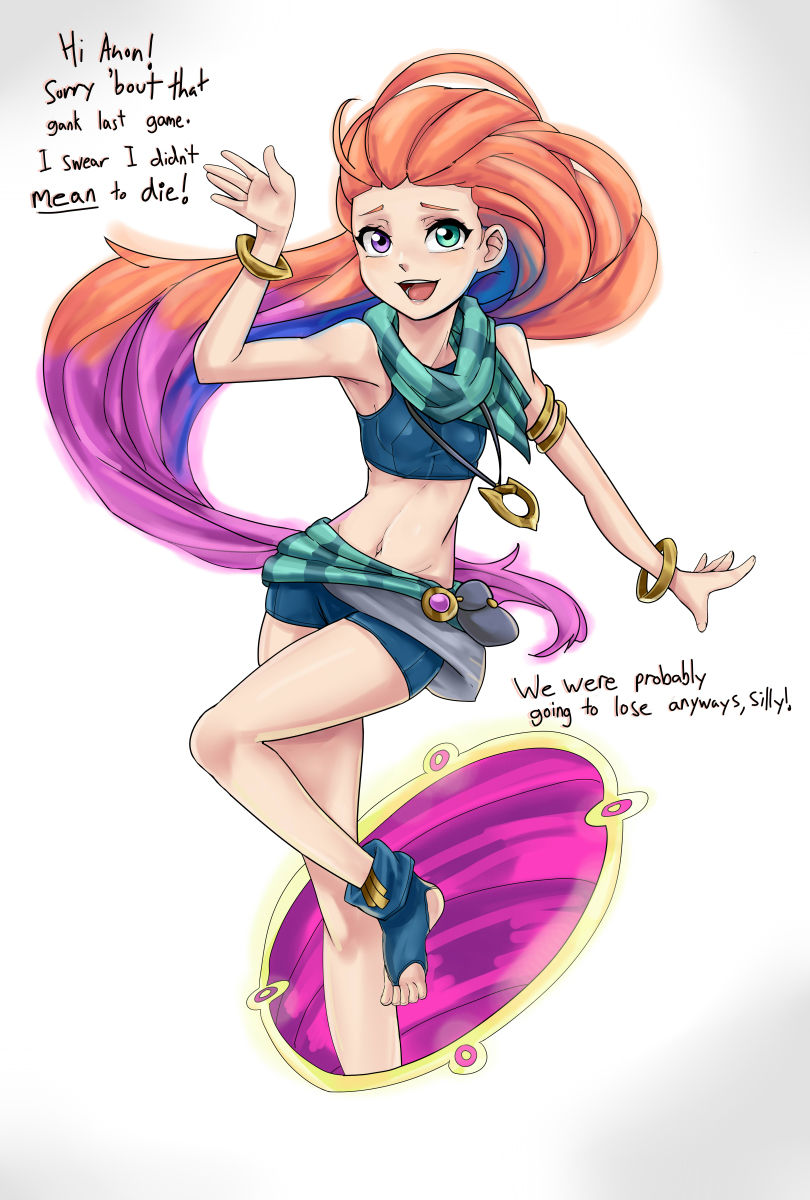 Hi Anon!
Sorry 'bout that
gank last game.
I swear I didn't
mean to die!
We were probably
going to lose anyways, silly!